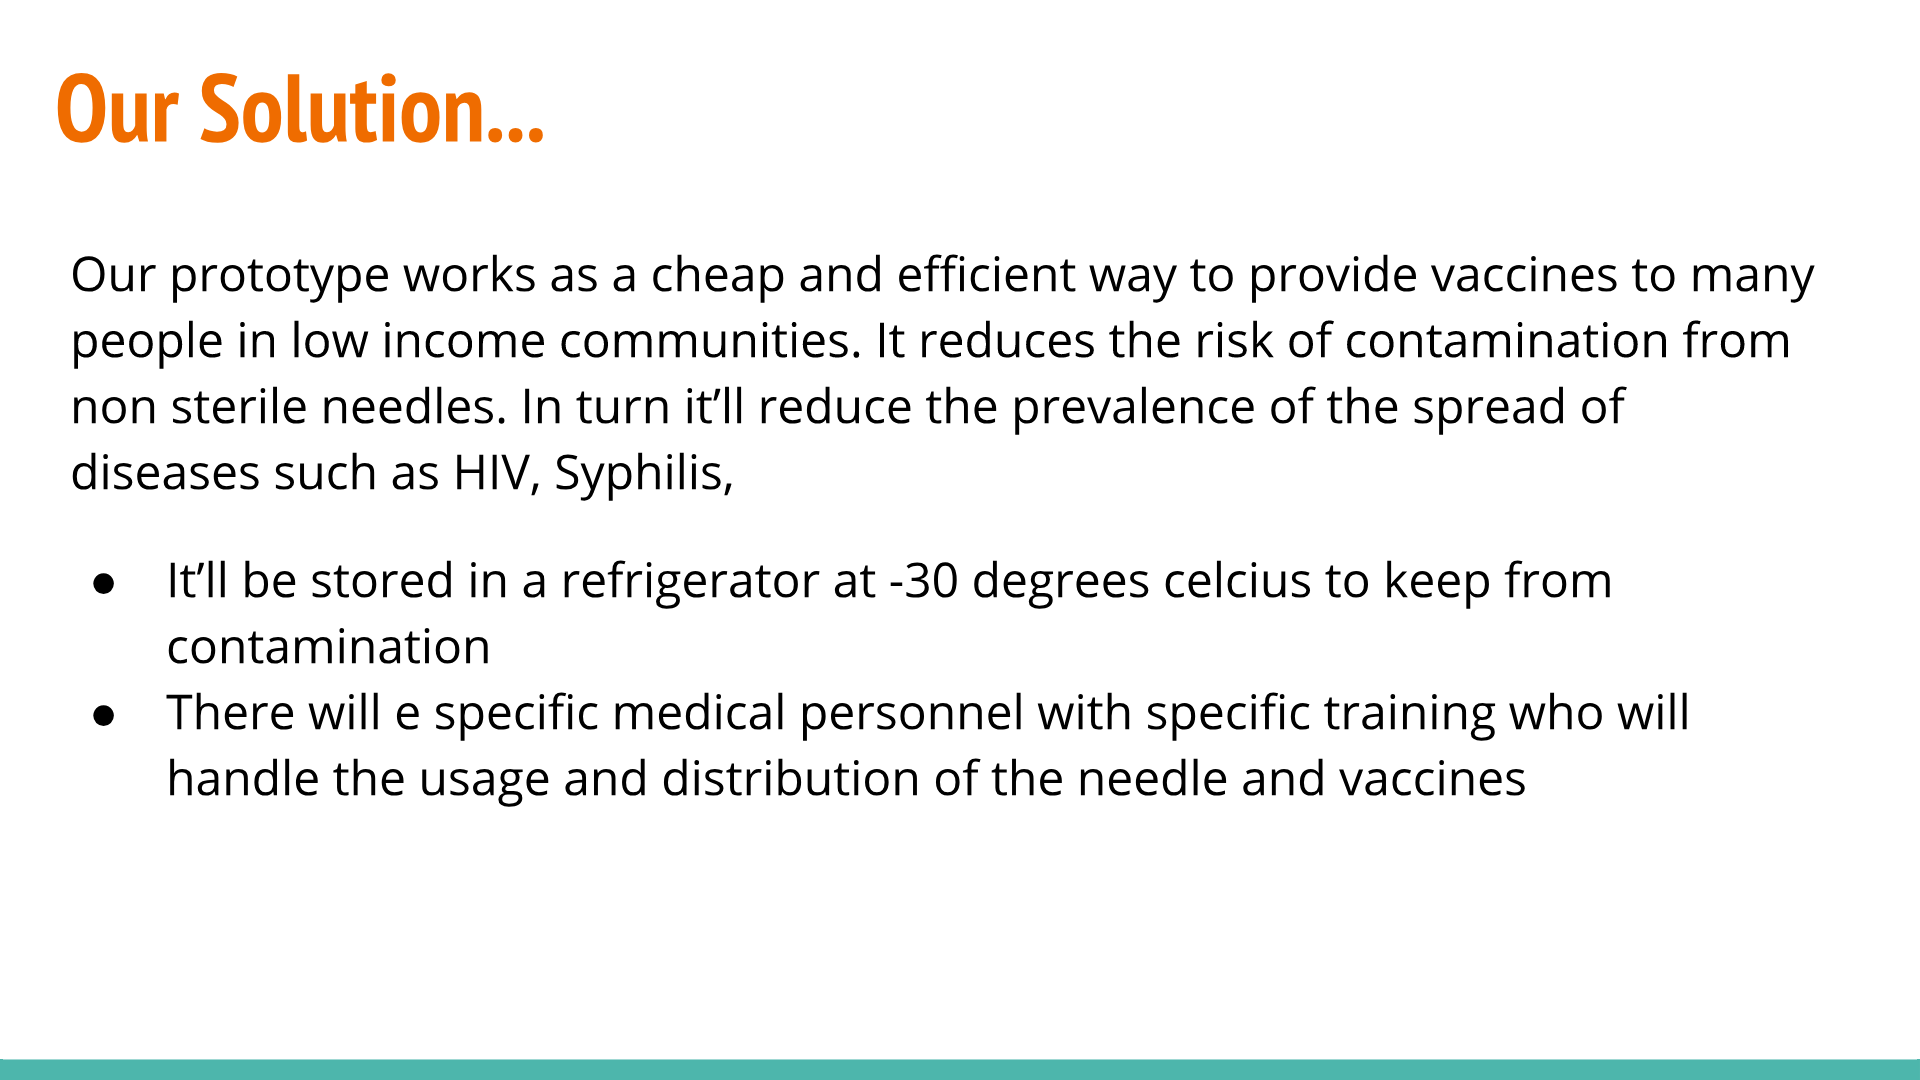 Our Solution...
Our prototype works as a cheap and efficient way to provide vaccines to many
people in low income communities. It reduces the risk of contamination from
non sterile needles. In turn it’ll reduce the prevalence of the spread of
diseases such as HIV, Syphilis,
● It’ll be stored in a refrigerator at -30 degrees celcius to keep from
contamination
● There will e specific medical personnel with specific training who will
handle the usage and distribution of the needle and vaccines